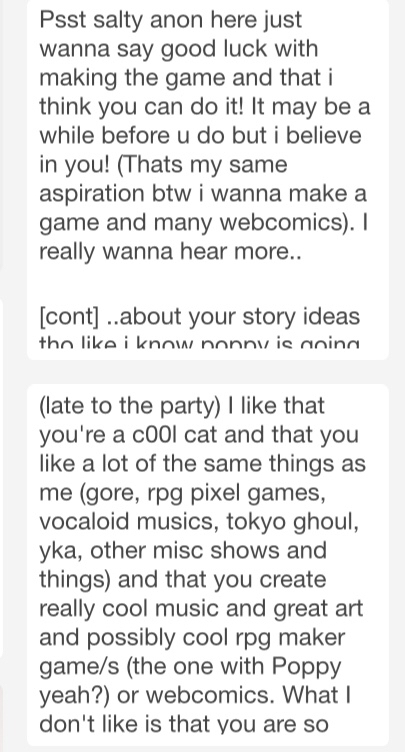 Psst salty anon here just
wanna say good luck with
making the game and that i
think you can do it! It may be a
while before u do but i believe
in you! (Thats my same
aspiration btw i wanna make a
game and many webcomics). I
really wanna hear more..
[cont] ..about your story ideas
tho like i know poppy is going
(late to the party) I like that
you're a c00l cat and that you
like a lot of the same things as
me (gore, rpg pixel games,
vocaloid musics, tokyo ghoul,
yka, other misc shows and
things) and that you create
really cool music and great art
and possibly cool rpg maker
game/s (the one with Poppy
yeah?) or webcomics. What I
don't like is that you are so